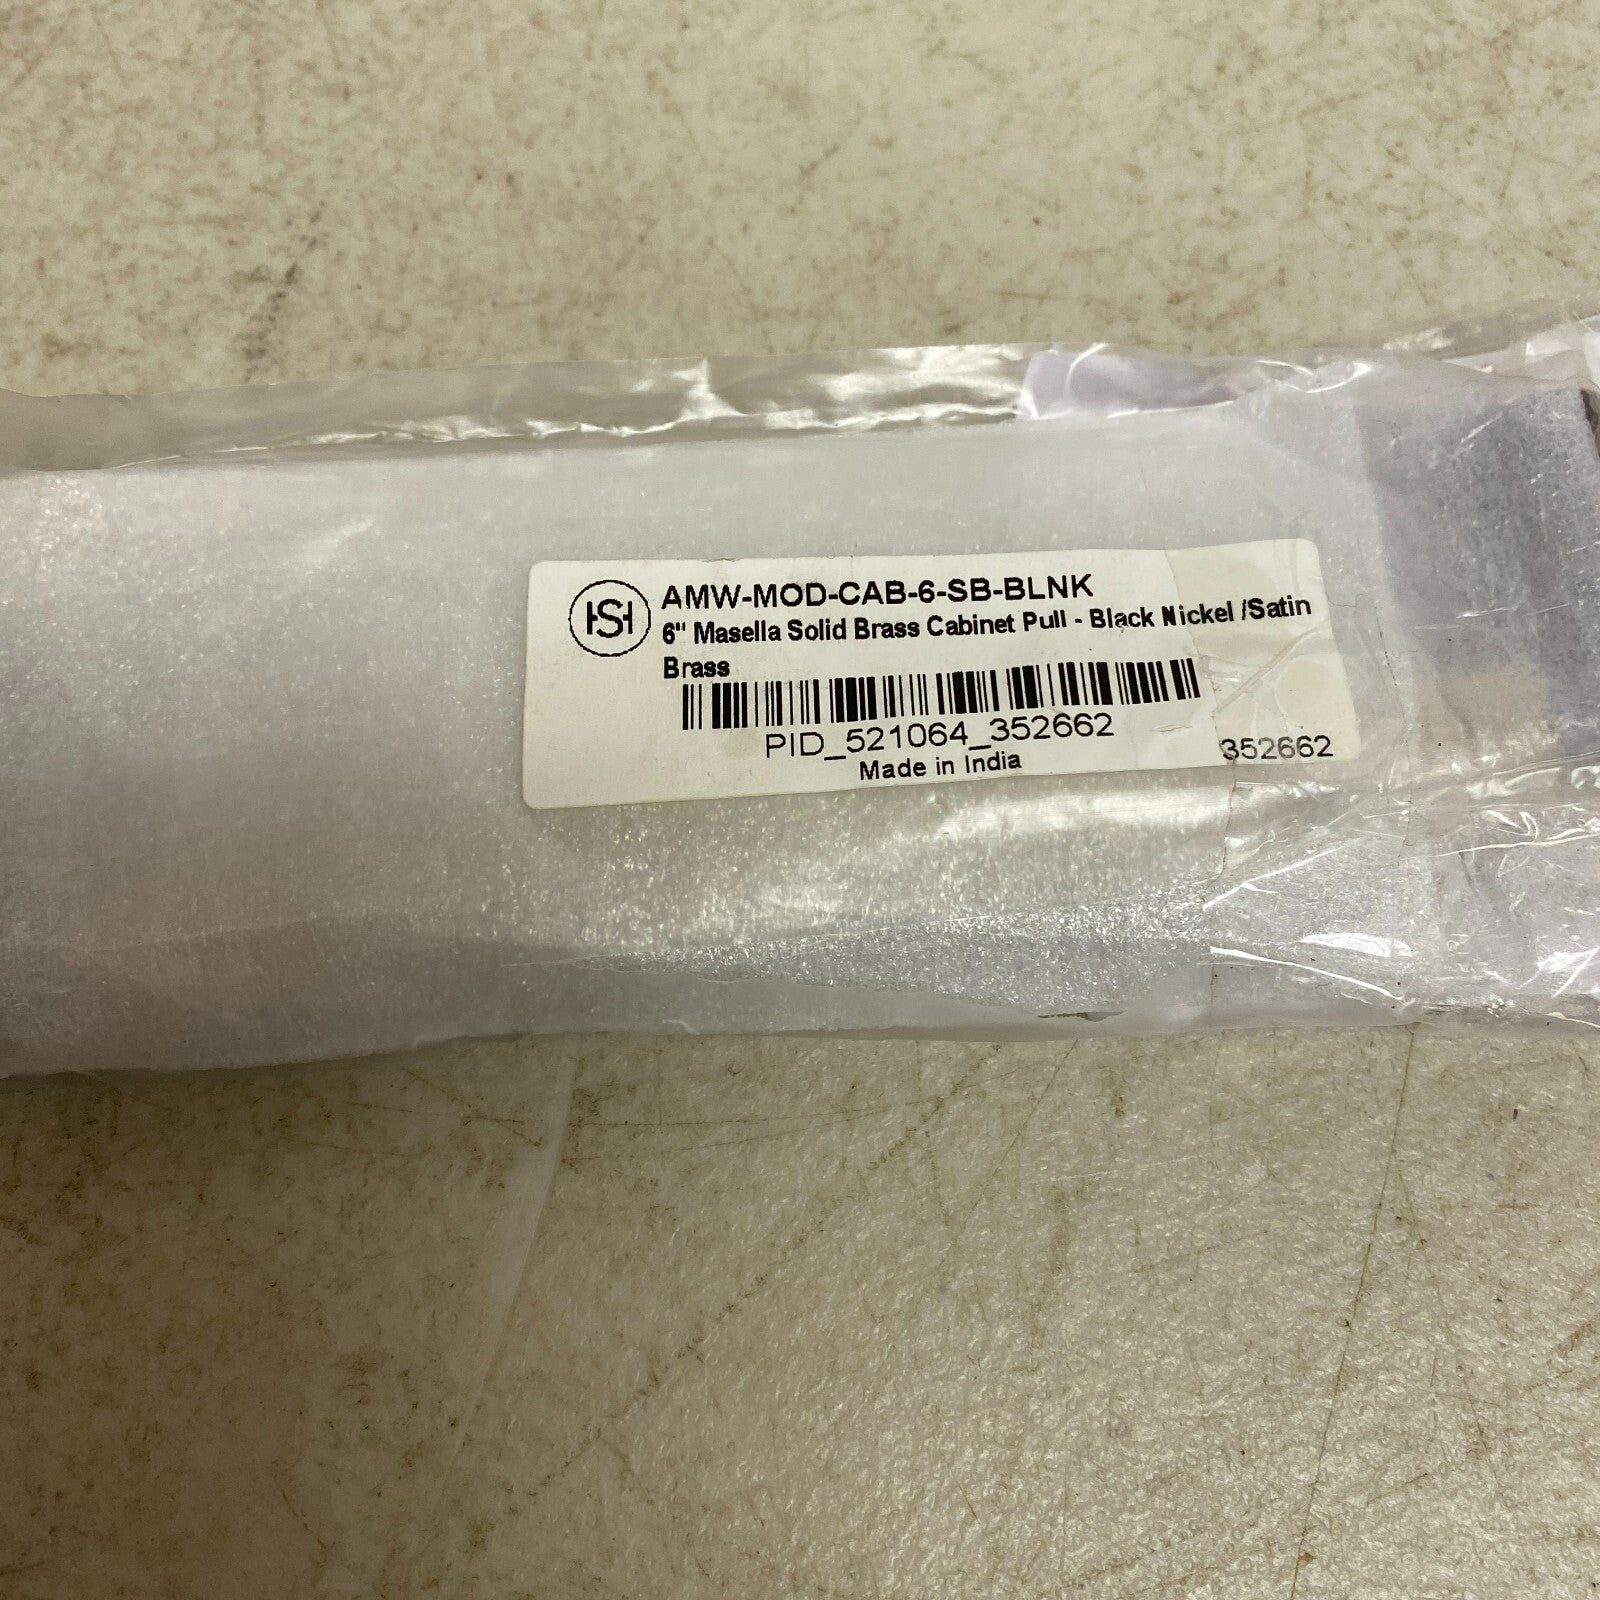 HSH
AMW-MOD-CAB-6-SB-BLNK
6" Masella Solid Brass Cabinet Pull - Black Nickel /Satin
Brass
PID_521064_352662
Made in India
352662